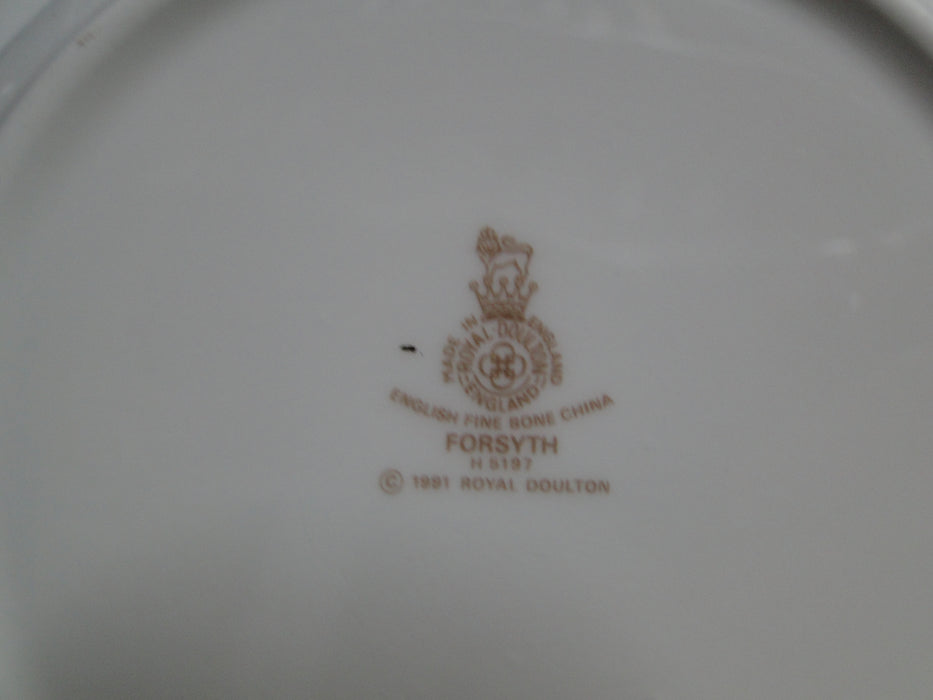 MADE IN ENGLAND
ROYAL DOULTON
ENGLAND
ENGLISH FINE BONE CHINA
FORSYTH
H 5197
© 1991 ROYAL DOULTON